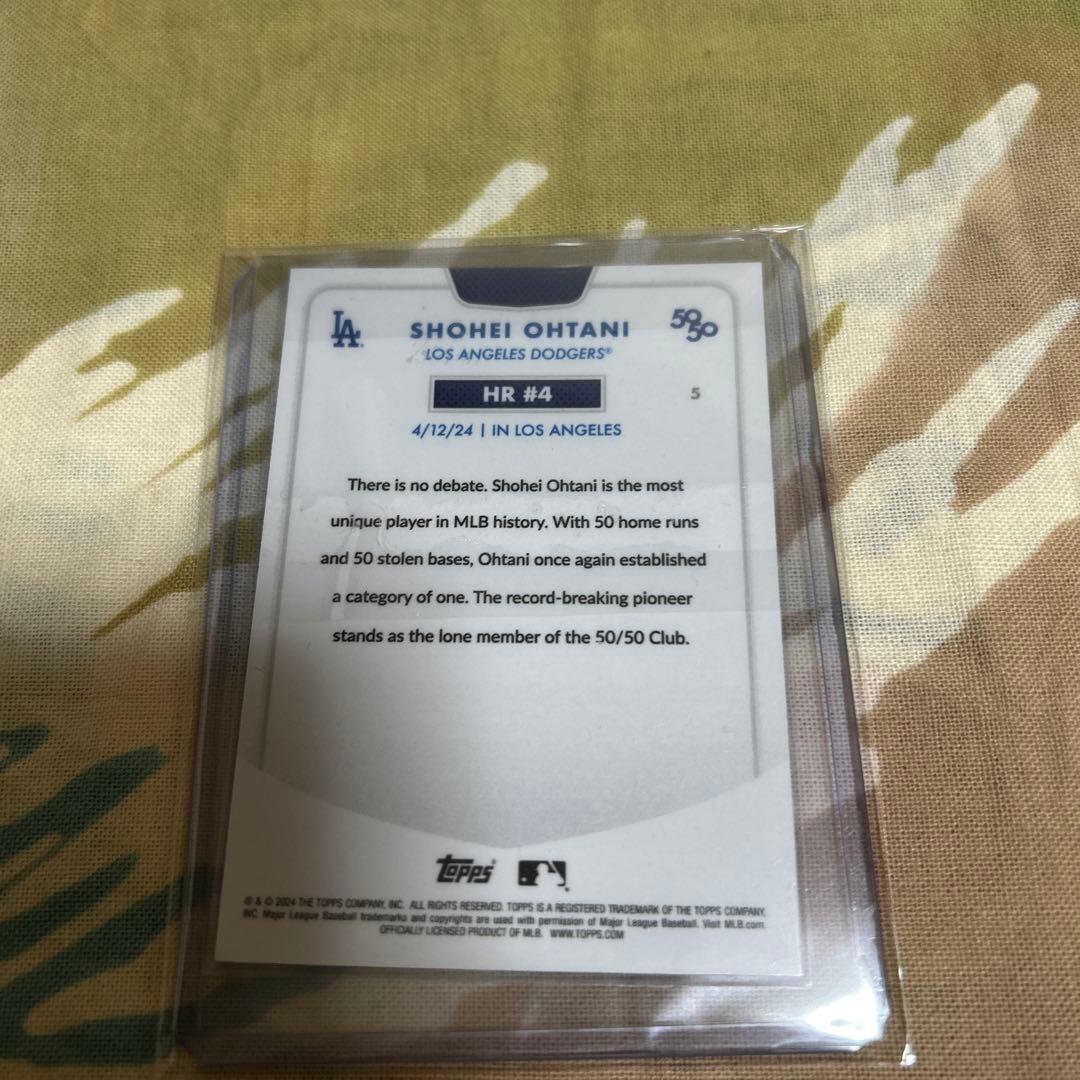 LA
SHOHEI OHTANI
50/50
LOS ANGELES DODGERS®
HR #4
5
4/12/24 | IN LOS ANGELES
There is no debate. Shohei Ohtani is the most
unique player in MLB history. With 50 home runs
and 50 stolen bases, Ohtani once again established
a category of one. The record-breaking pioneer
stands as the lone member of the 50/50 Club.
topps
® & © 2024 THE TOPPS COMPANY, INC. ALL RIGHTS RESERVED. TOPPS IS A REGISTERED TRADEMARK OF THE TOPPS COMPANY,
INC. Major League Baseball trademarks and copyrights are used with permission of Major League Baseball. Visit MLB.com.
OFFICIALLY LICENSED PRODUCT OF MLB. WWW.TOPPS.COM